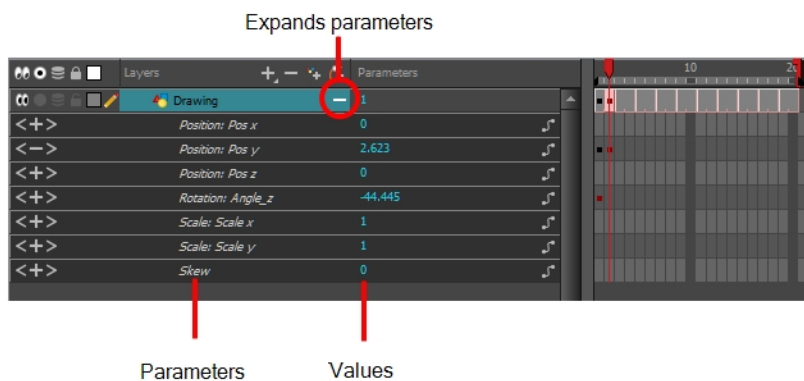 Expands parameters
Layers Parameters 10 2
Drawing 1
<+> Position: Pos x 0
<-> Position: Pos y 2.623
<+> Position: Pos z 0
<+> Rotation: Angle_z -44.445
<+> Scale: Scale x 1
<+> Scale: Scale y 1
<+> Skew 0
Parameters Values